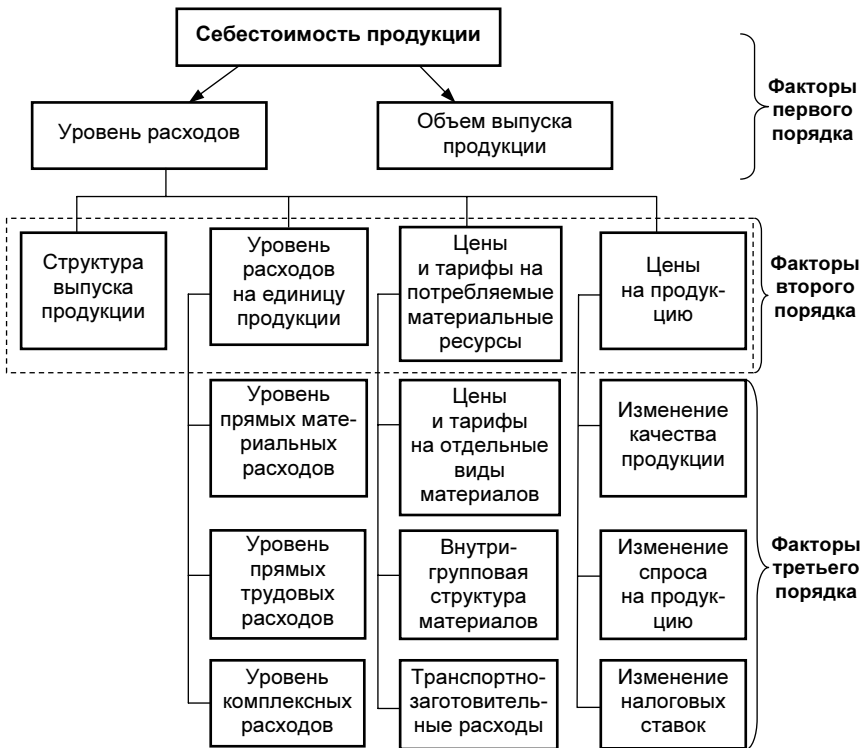 Себестоимость продукции
Уровень расходов
Объем выпуска
продукции
Факторы
первого
порядка
Структура
выпуска
продукции
Уровень
расходов
на единицу
продукции
Цены
и тарифы на
потребляемые
материальные
ресурсы
Цены
на продук-
цию
Факторы
второго
порядка
Уровень
прямых мате-
риальных
расходов
Цены
и тарифы
на отдельные
виды
материалов
Изменение
качества
продукции
Уровень
прямых
трудовых
расходов
Внутри-
групповая
структура
материалов
Изменение
спроса
на продук-
цию
Факторы
третьего
порядка
Уровень
комплексных
расходов
Транспортно-
заготовитель-
ные расходы
Изменение
налоговых
ставок